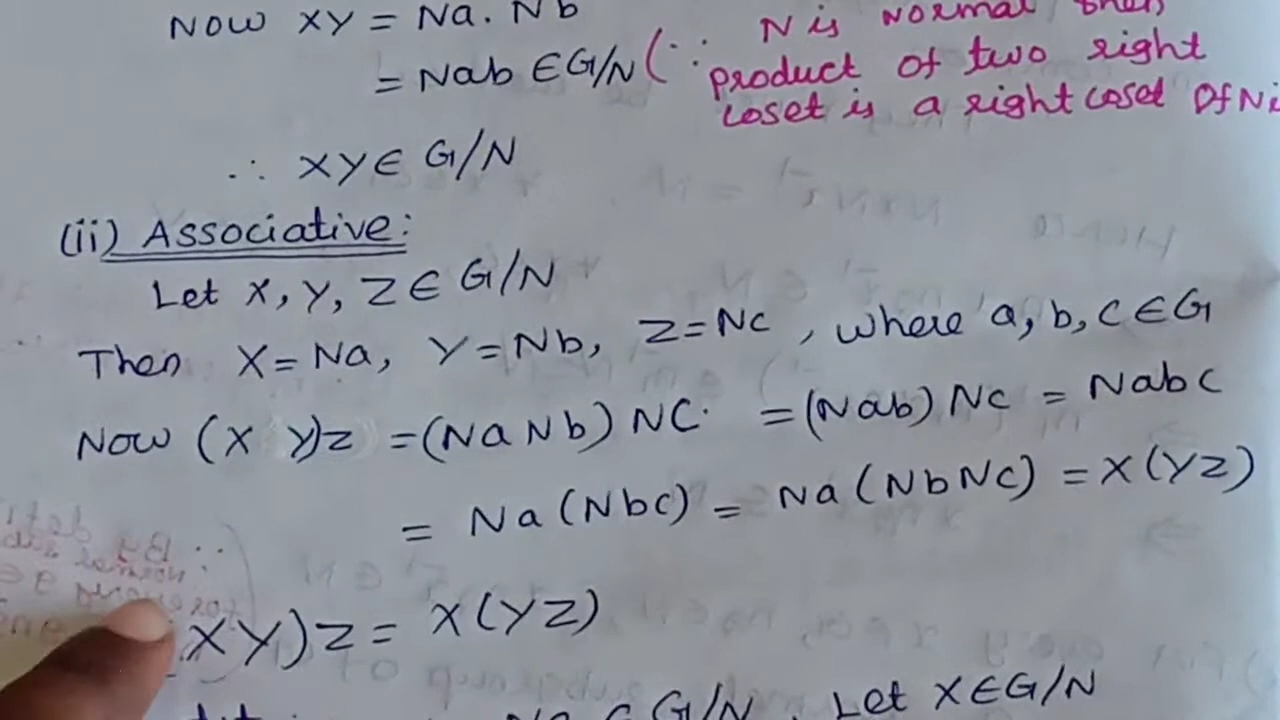 Now XY = Na. Nb
= Nab ∈ G/N (∵ N is normal then
product of two right
coset is a right coset of N
∴ XY ∈ G/N
(ii) Associative:
Let X, Y, Z ∈ G/N
Then X = Na, Y = Nb, Z = Nc, where a, b, c ∈ G
Now (X Y)Z = (Na Nb) NC. = (Nab) Nc = Nabc
= Na (Nbc) = Na (Nb Nc) = X(YZ)
XY)Z = X(YZ)
∈ G/N. Let X ∈ G/N